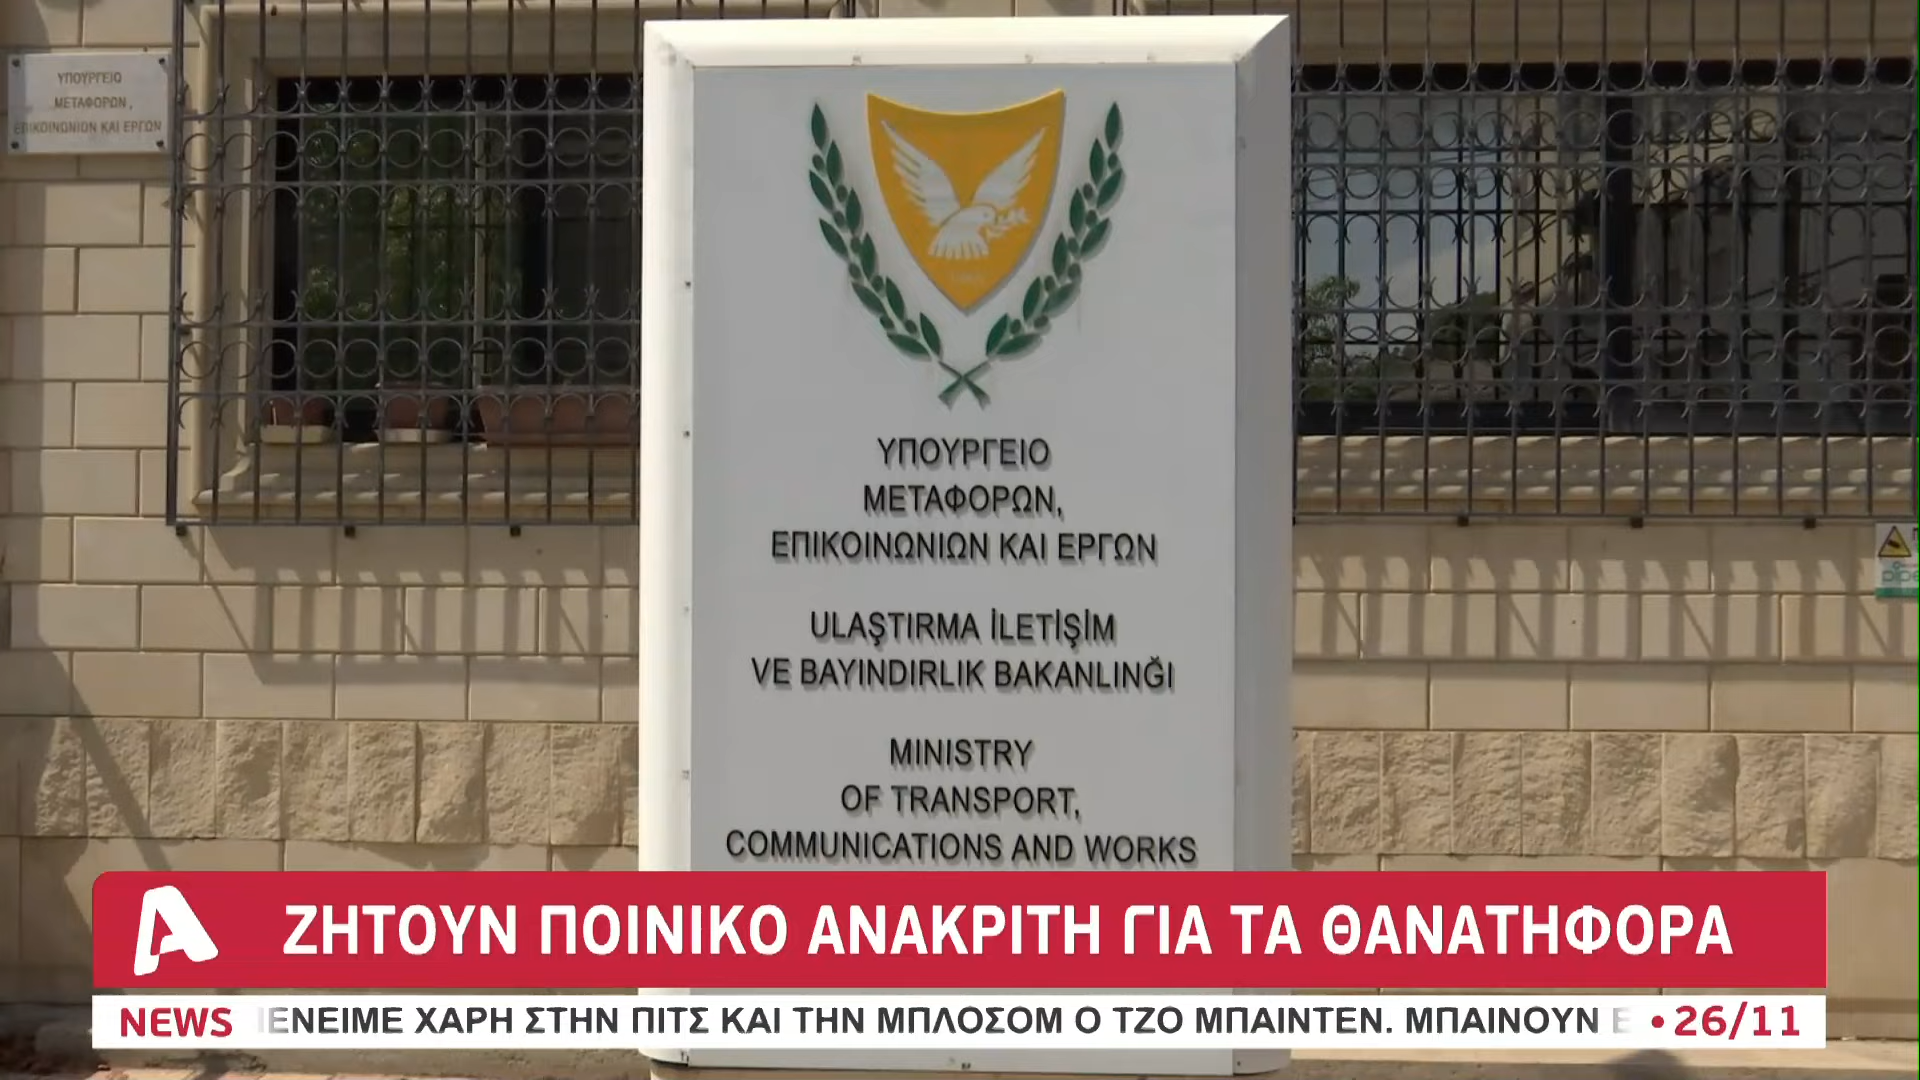 ΥΠΟΥΡΓΕΙΟ
ΜΕΤΑΦΟΡΩΝ,
ΕΠΙΚΟΙΝΩΝΙΩΝ ΚΑΙ ΕΡΓΩΝ
ΥΠΟΥΡΓΕΙΟ
ΜΕΤΑΦΟΡΩΝ,
ΕΠΙΚΟΙΝΩΝΙΩΝ ΚΑΙ ΕΡΓΩΝ
ULAŞTIRMA İLETİŞİM
VE BAYINDIRLIK BAKANLINĞI
MINISTRY
OF TRANSPORT,
COMMUNICATIONS AND WORKS
ΖΗΤΟΥΝ ΠΟΙΝΙΚΟ ΑΝΑΚΡΙΤΗ ΓΙΑ ΤΑ ΘΑΝΑΤΗΦΟΡΑ
NEWS ΕΝΕΙΜΕ ΧΑΡΗ ΣΤΗΝ ΠΙΤΣ ΚΑΙ ΤΗΝ ΜΠΛΟΣΟΜ Ο ΤΖΟ ΜΠΑΙΝΤΕΝ. ΜΠΑΙΝΟΥΝ • 26/11